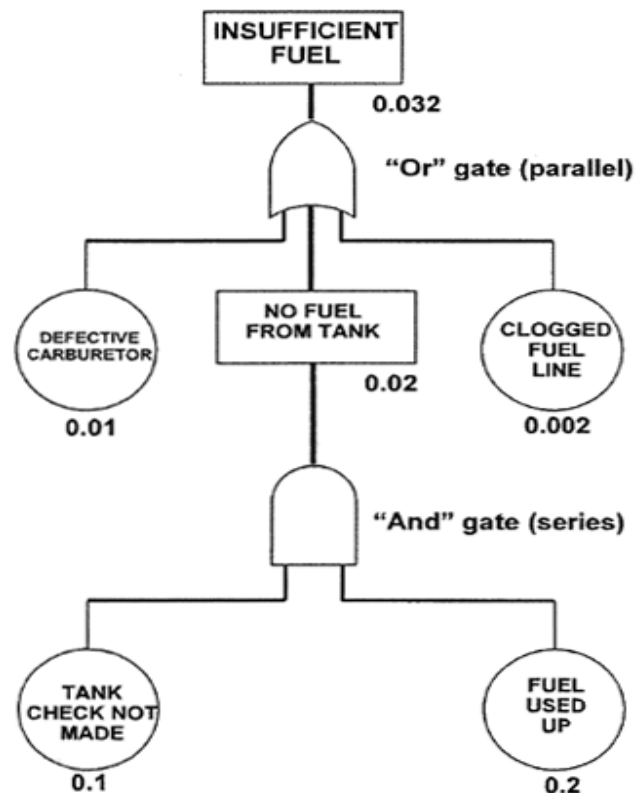 INSUFFICIENT
FUEL
0.032
“Or” gate (parallel)
DEFECTIVE
CARBURETOR
0.01
NO FUEL
FROM TANK
0.02
CLOGGED
FUEL
LINE
0.002
“And” gate (series)
TANK
CHECK NOT
MADE
0.1
FUEL
USED
UP
0.2